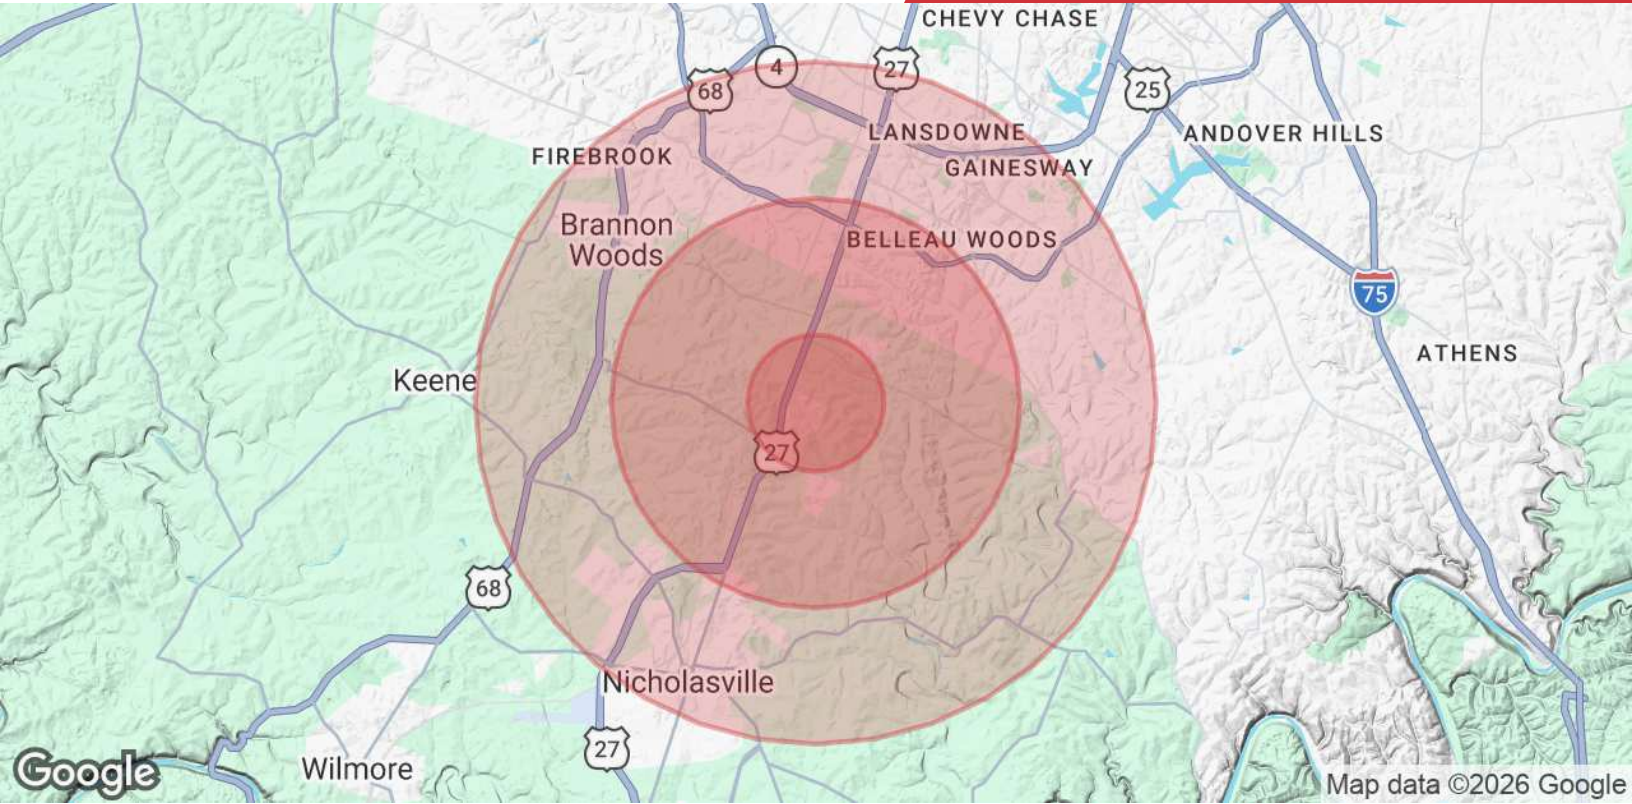 CHEVY CHASE
4
27
68
25
LANSDOWNE
ANDOVER HILLS
FIREBROOK
GAINESWAY
Brannon
Woods
BELLEAU WOODS
75
ATHENS
Keene
27
68
Nicholasville
27
Wilmore
Google
Map data ©2026 Google